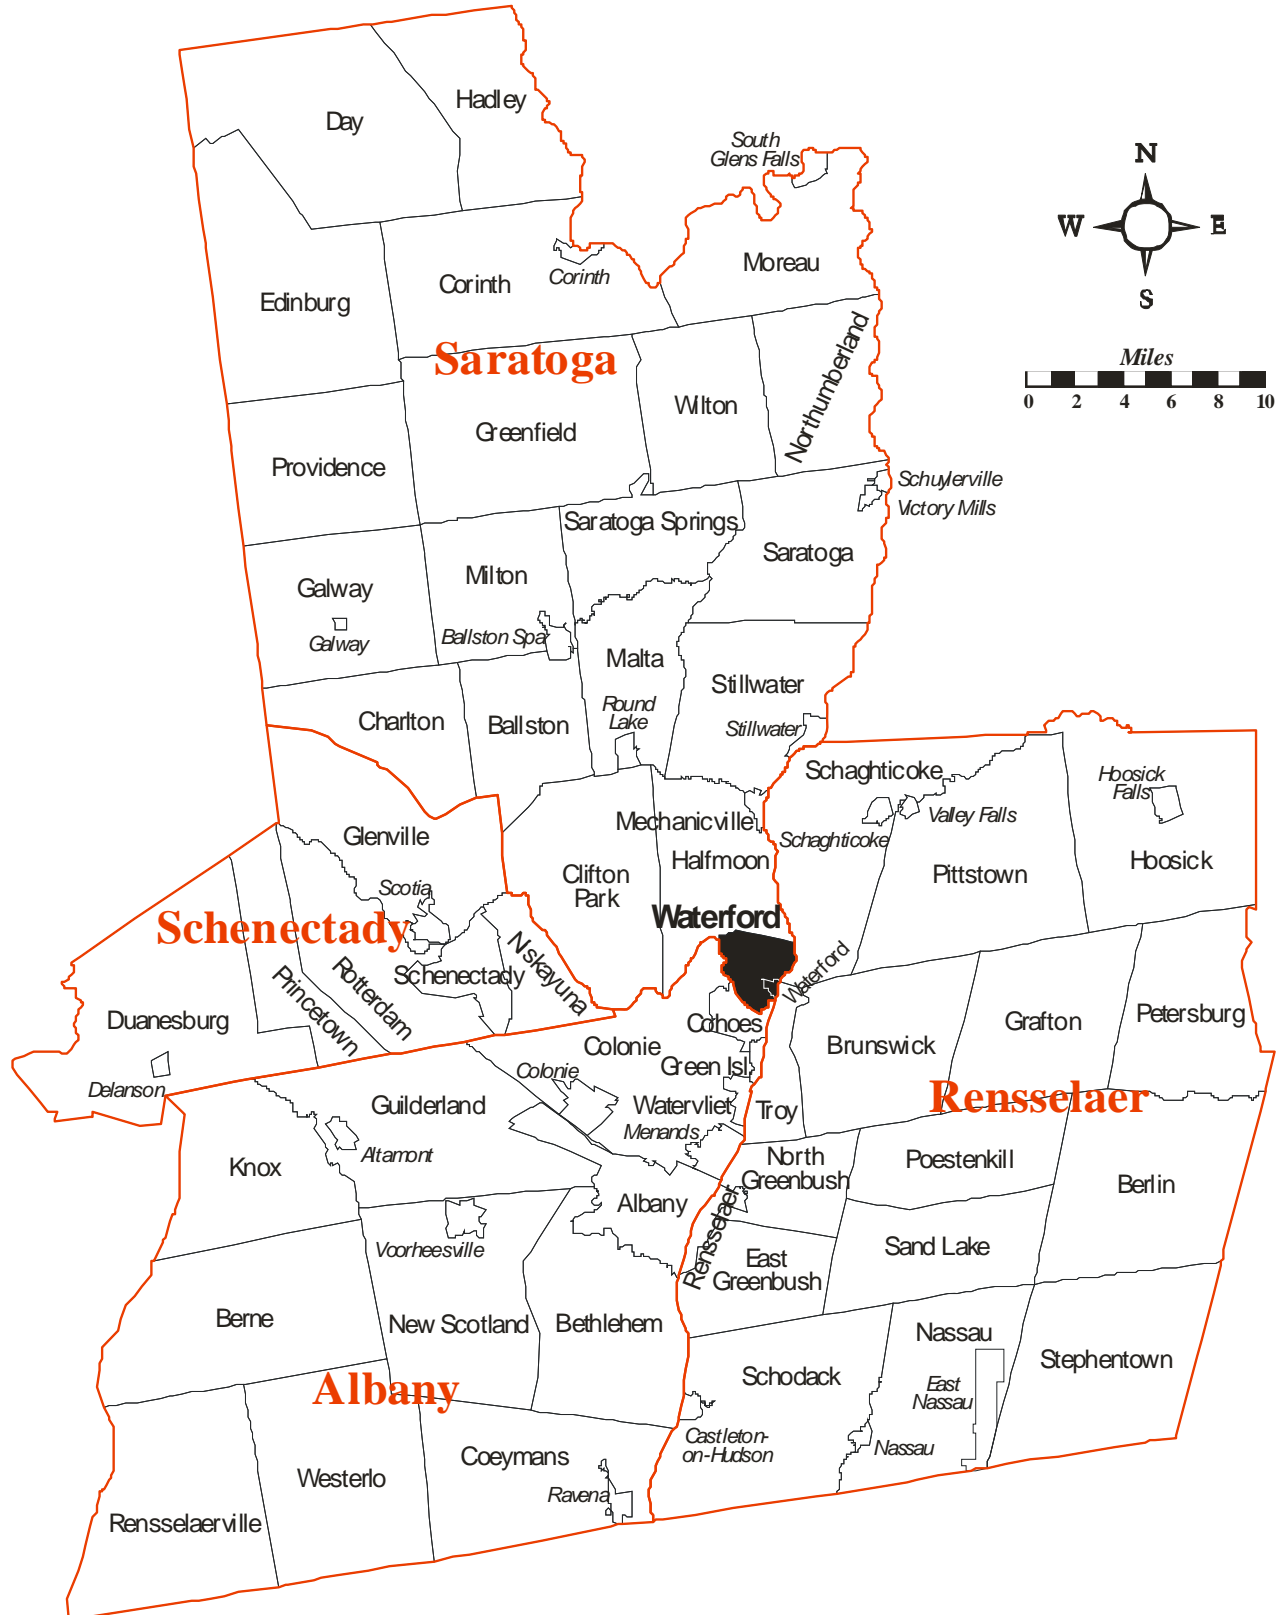 Hadley
Day
South
Glens Falls
N
W
E
S
Moreau
Corinth
Corinth
Edinburg
Northumberland
Saratoga
Miles
0 2 4 6 8 10
Wilton
Greenfield
Providence
Schuylerville
Victory Mills
Saratoga Springs
Saratoga
Milton
Galway
Galway
Ballston Spa
Malta
Stillwater
Round
Lake
Charlton
Ballston
Stillwater
Schaghticoke
Hoosick
Falls
Valley Falls
Mechanicville
Schaghticoke
Glenville
Halfmoon
Hoosick
Clifton
Park
Pittstown
Scotia
Waterford
Schenectady
Niskayuna
Waterford
Schenectady
Rotterdam
Princetown
Duanesburg
Cohoes
Grafton
Petersburg
Colonie
Brunswick
Green Isl.
Colonie
Delanson
Rensselaer
Guilderland
Watervliet
Troy
Menands
Altamont
Knox
North
Greenbush
Poestenkill
Berlin
Albany
Rensselaer
Voorheesville
Sand Lake
East
Greenbush
Berne
New Scotland
Bethlehem
Nassau
Stephentown
Schodack
Albany
East
Nassau
Castleton-
on-Hudson
Nassau
Coeymans
Westerlo
Ravena
Rensselaerville